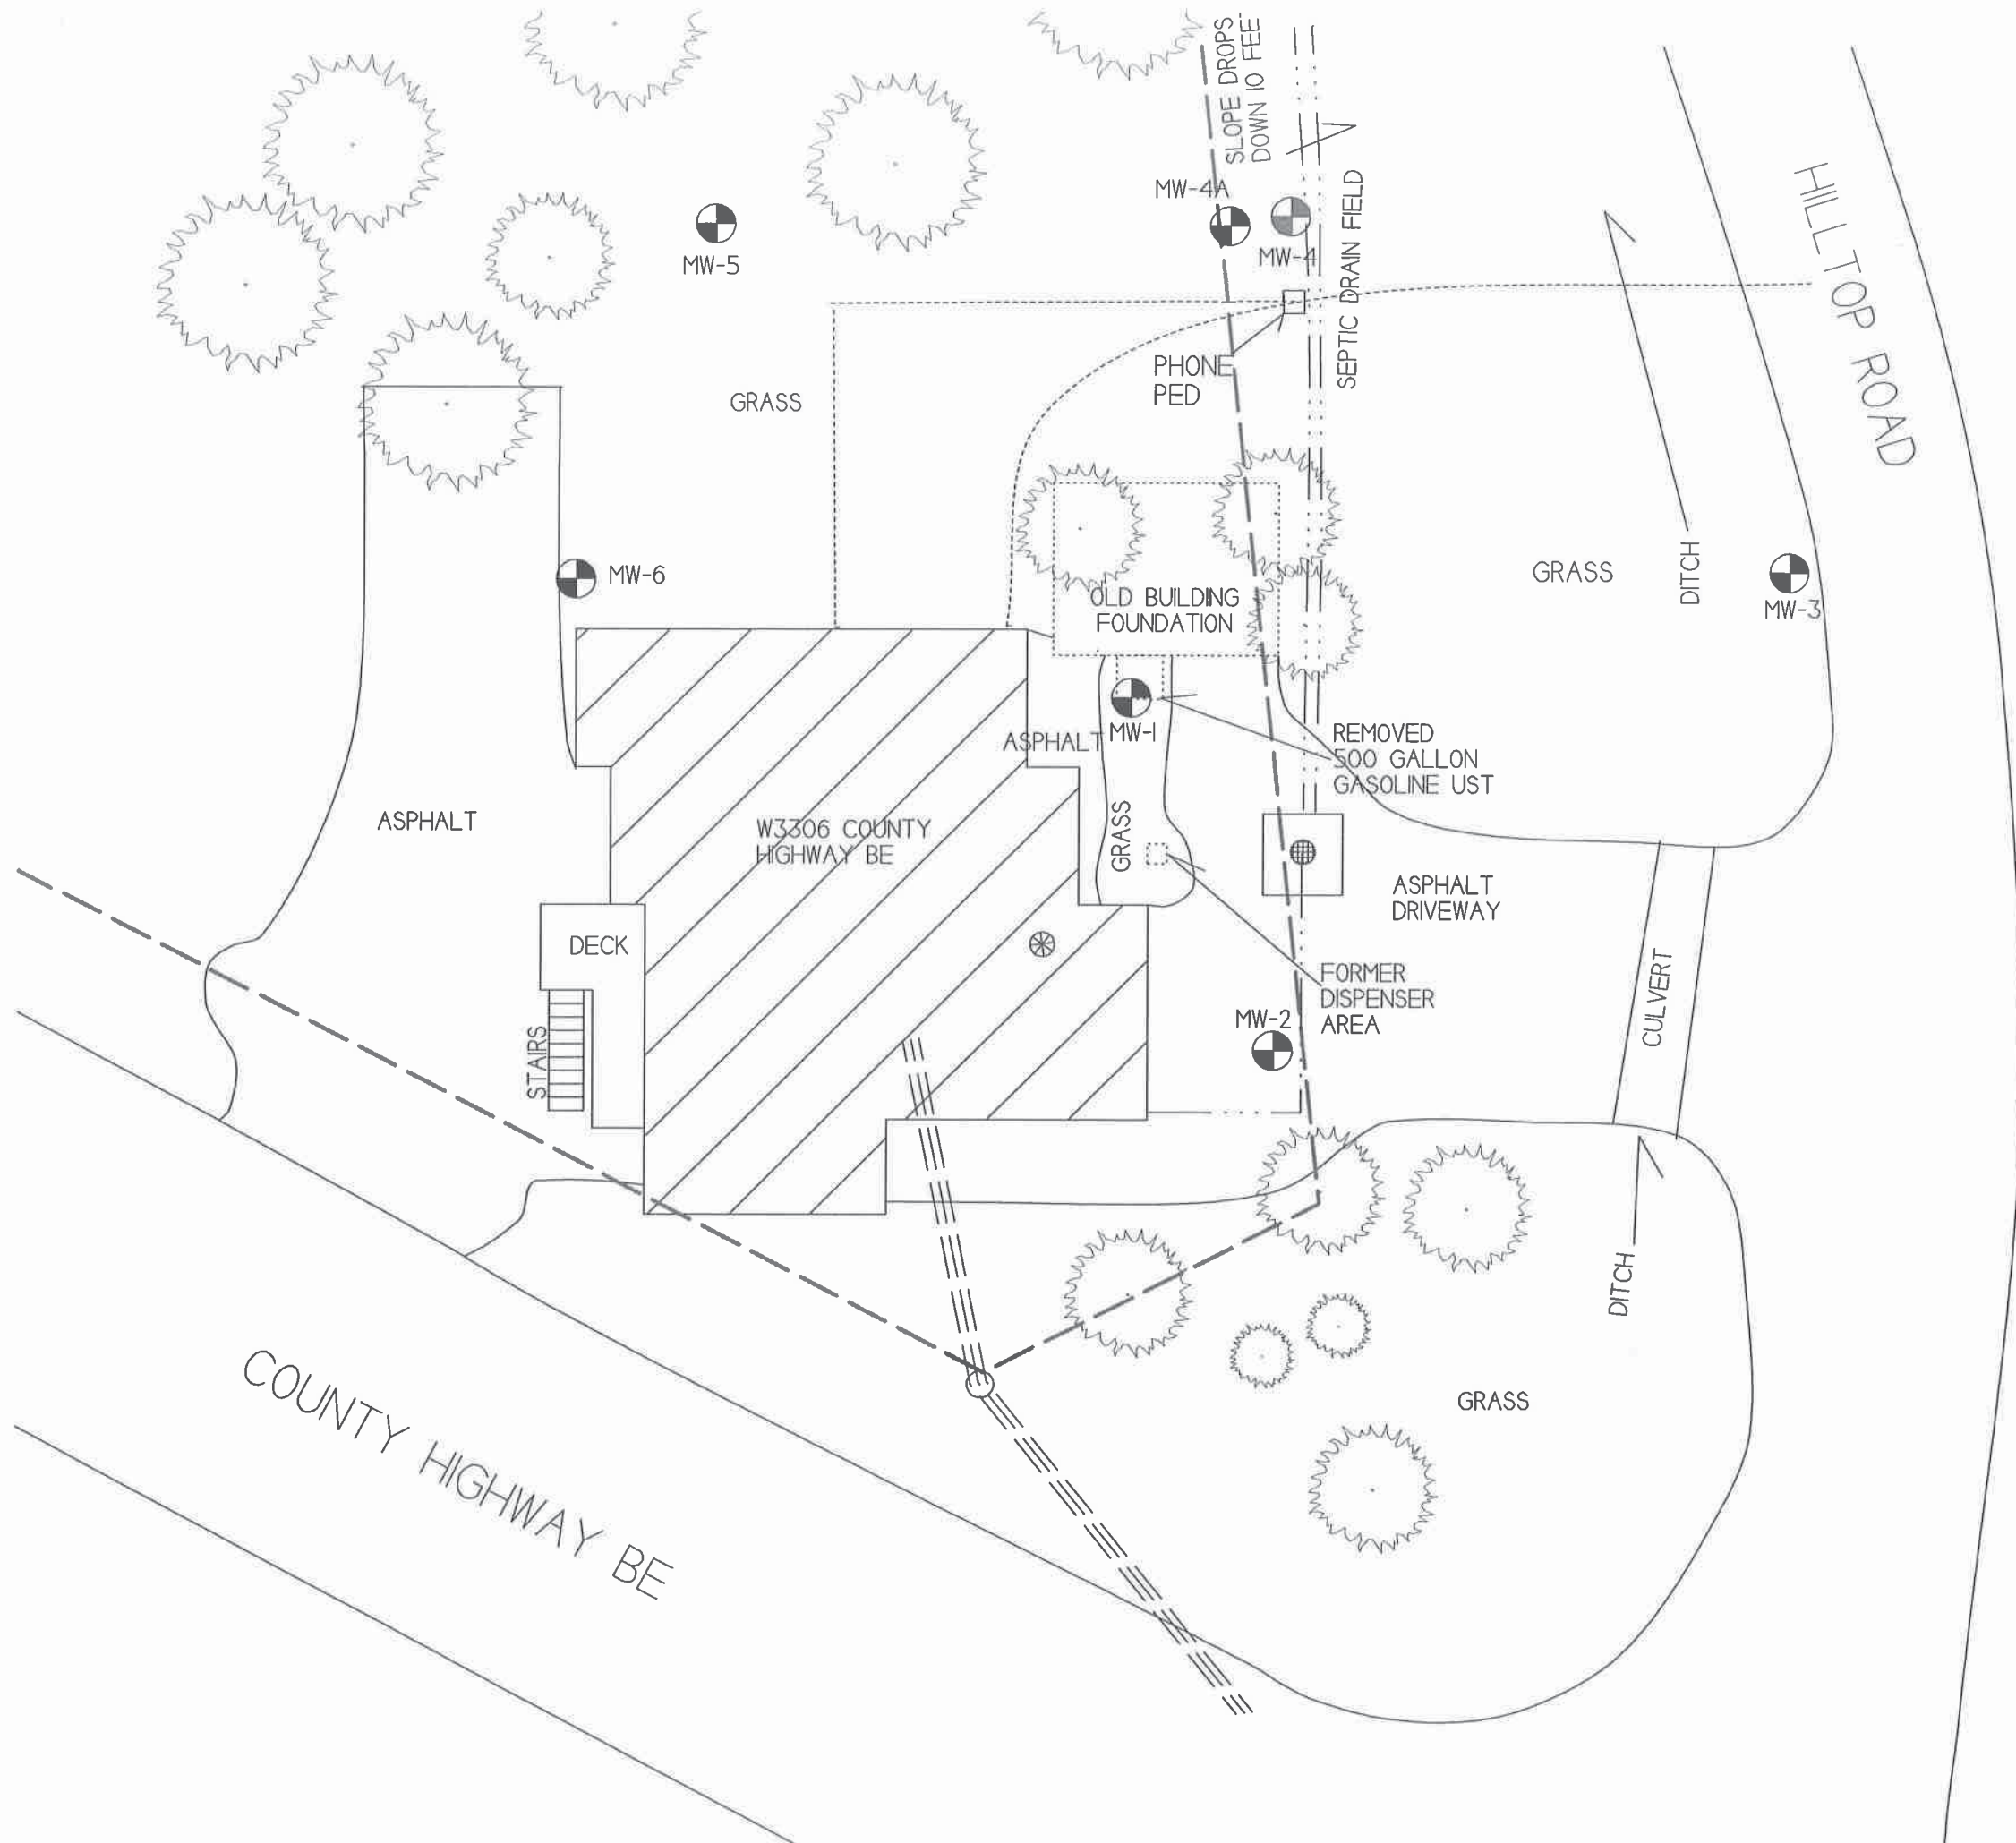 SLOPE DROPS
DOWN 10 FEE
MW-4A
MW-4
SEPTIC DRAIN FIELD
HILLTOP ROAD
MW-5
PHONE
PED
GRASS
MW-6
OLD BUILDING
FOUNDATION
GRASS
DITCH
MW-3
MW-1
ASPHALT
REMOVED
500 GALLON
GASOLINE UST
ASPHALT
W3306 COUNTY
HIGHWAY BE
GRASS
ASPHALT
DRIVEWAY
DECK
FORMER
DISPENSER
AREA
CULVERT
STAIRS
MW-2
DITCH
GRASS
COUNTY HIGHWAY BE